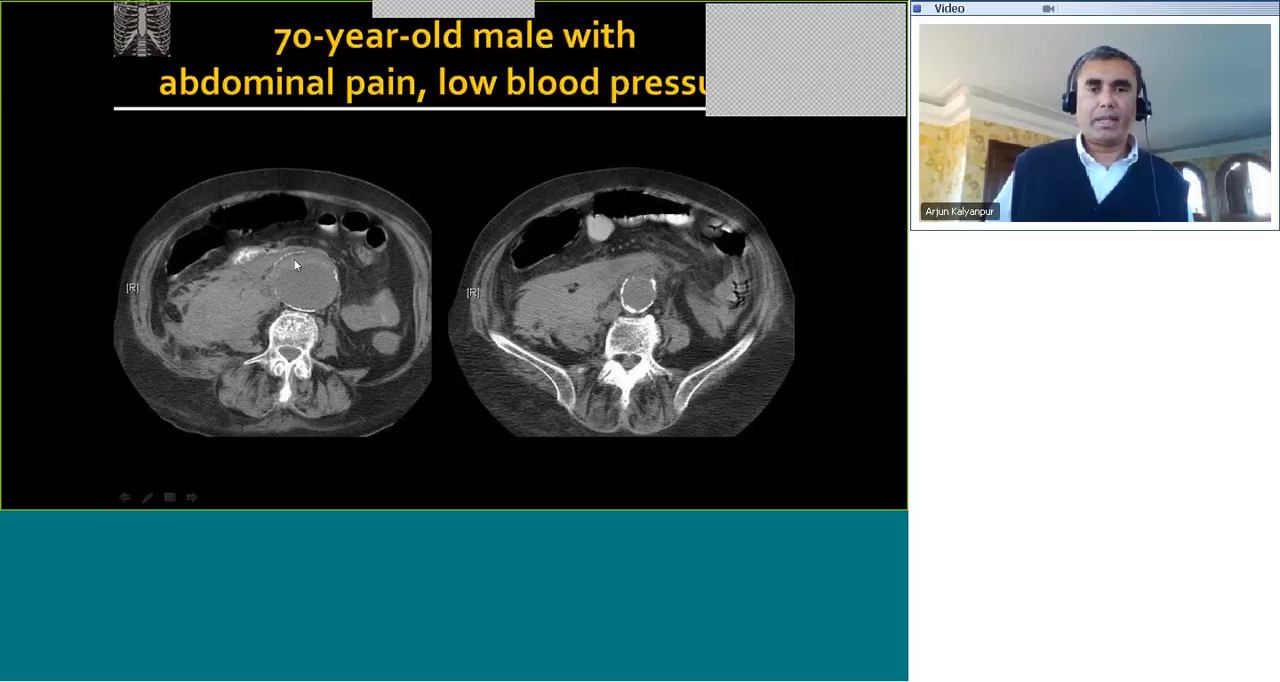 70-year-old male with
abdominal pain, low blood pressu
[R]
[R]
Video
Arjun Kalyanpur